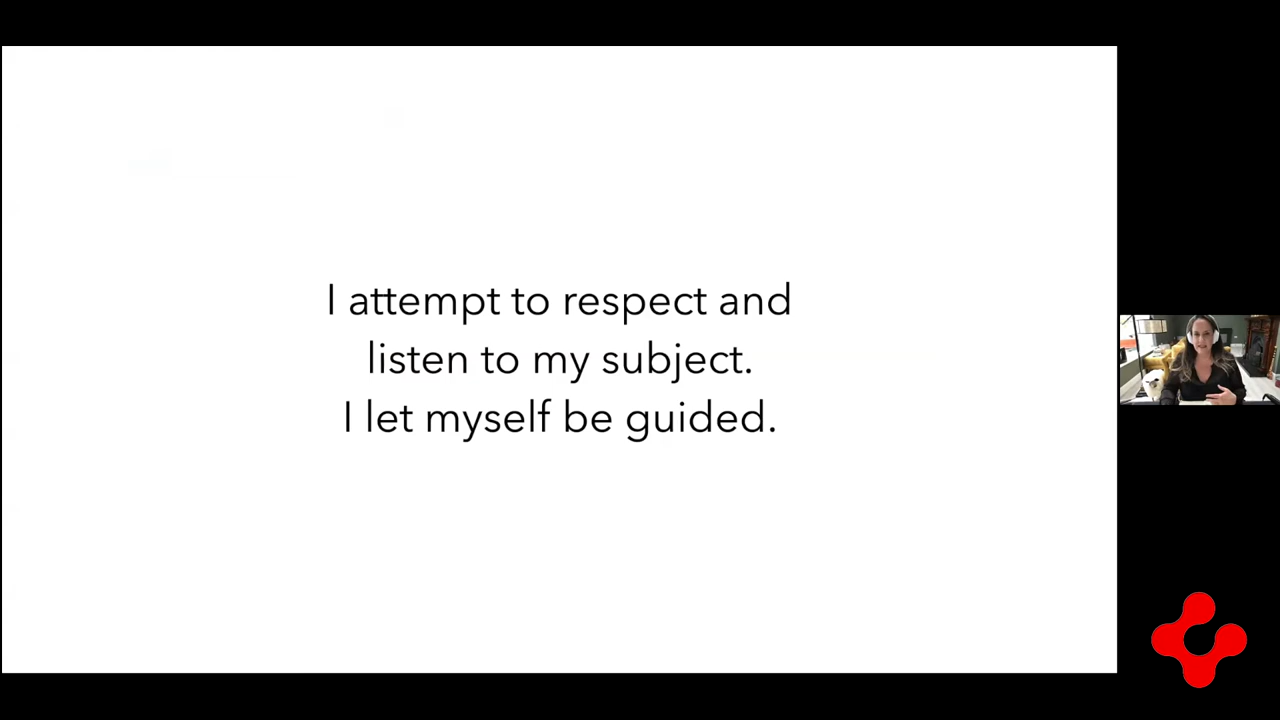 I attempt to respect and
listen to my subject.
I let myself be guided.